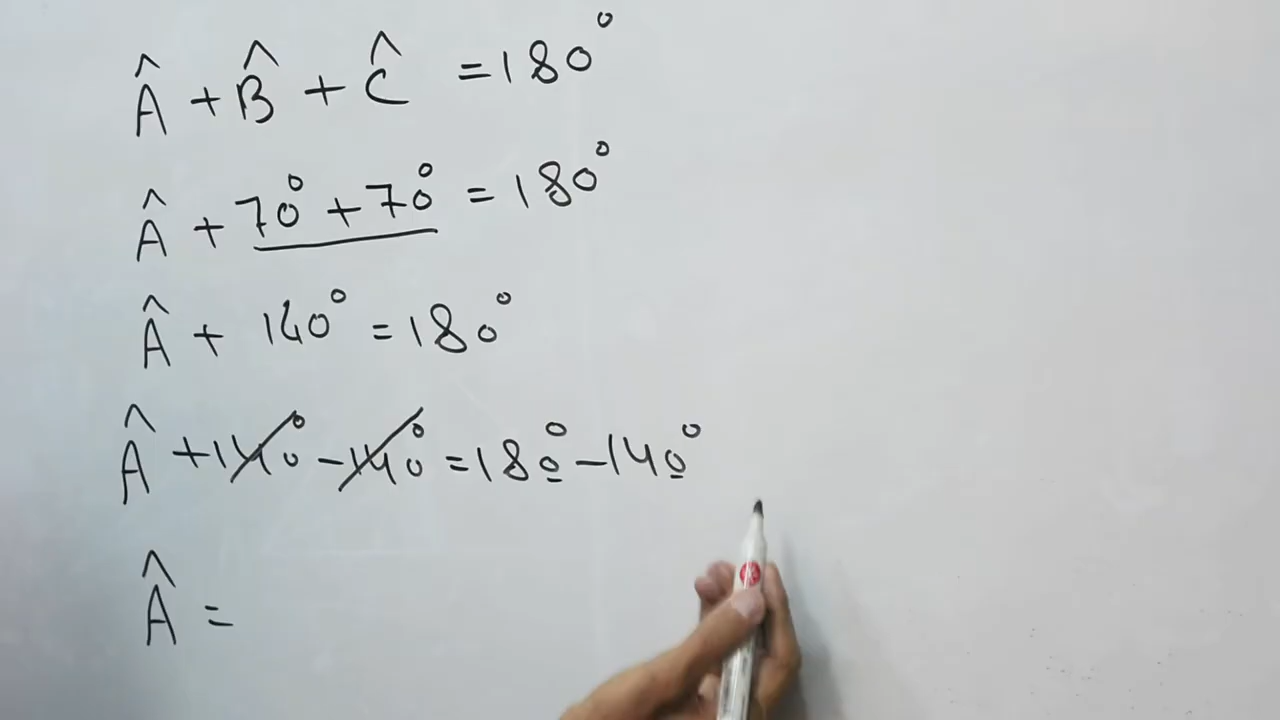 Â + B̂ + Ĉ = 180°
Â + 70° + 70° = 180°
Â + 140° = 180°
Â + 140° - 140° = 180° - 140°
Â =